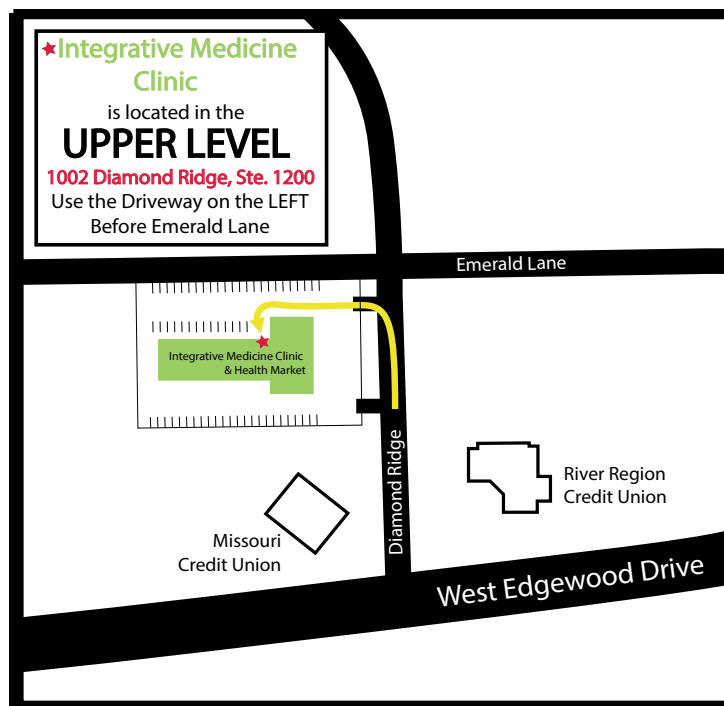 Integrative Medicine
Clinic
is located in the
UPPER LEVEL
1002 Diamond Ridge, Ste. 1200
Use the Driveway on the LEFT
Before Emerald Lane
Emerald Lane
Integrative Medicine Clinic
& Health Market
Diamond Ridge
River Region
Credit Union
Missouri
Credit Union
West Edgewood Drive